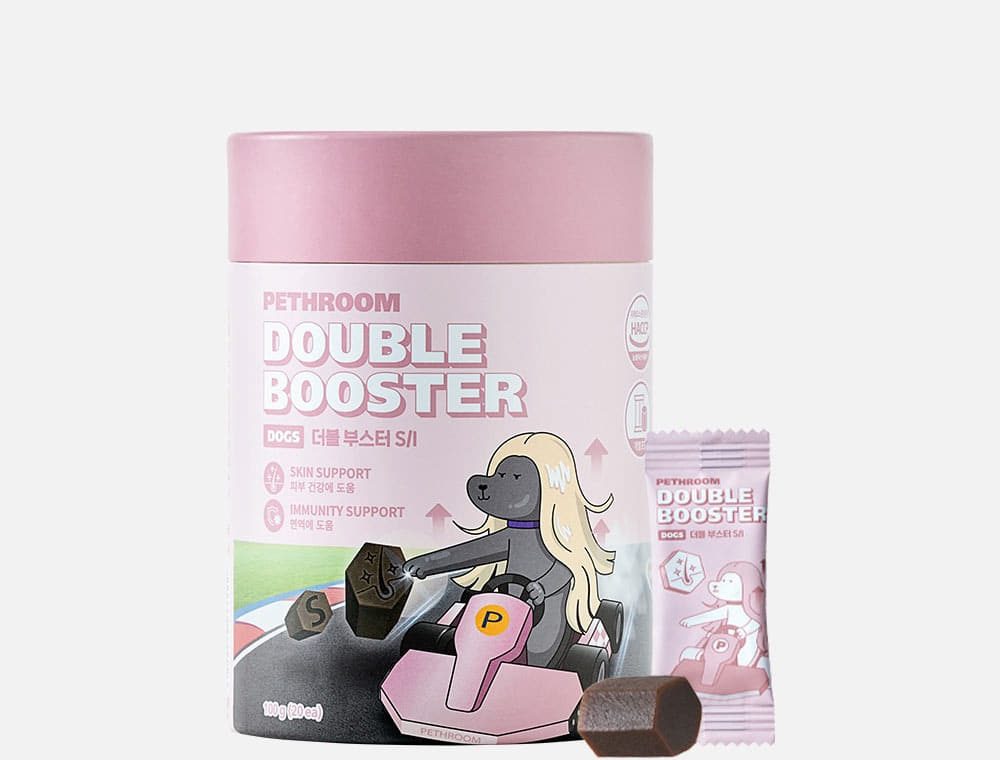 PETHROOM
DOUBLE
BOOSTER
DOGS 더블 부스터 S/I
SKIN SUPPORT
피부 건강에 도움
IMMUNITY SUPPORT
면역에 도움
HACCP
S
P
100g (20 ea)
PETHROOM
PETHROOM
DOUBLE
BOOSTER
DOGS 더블 부스터 S/I
P